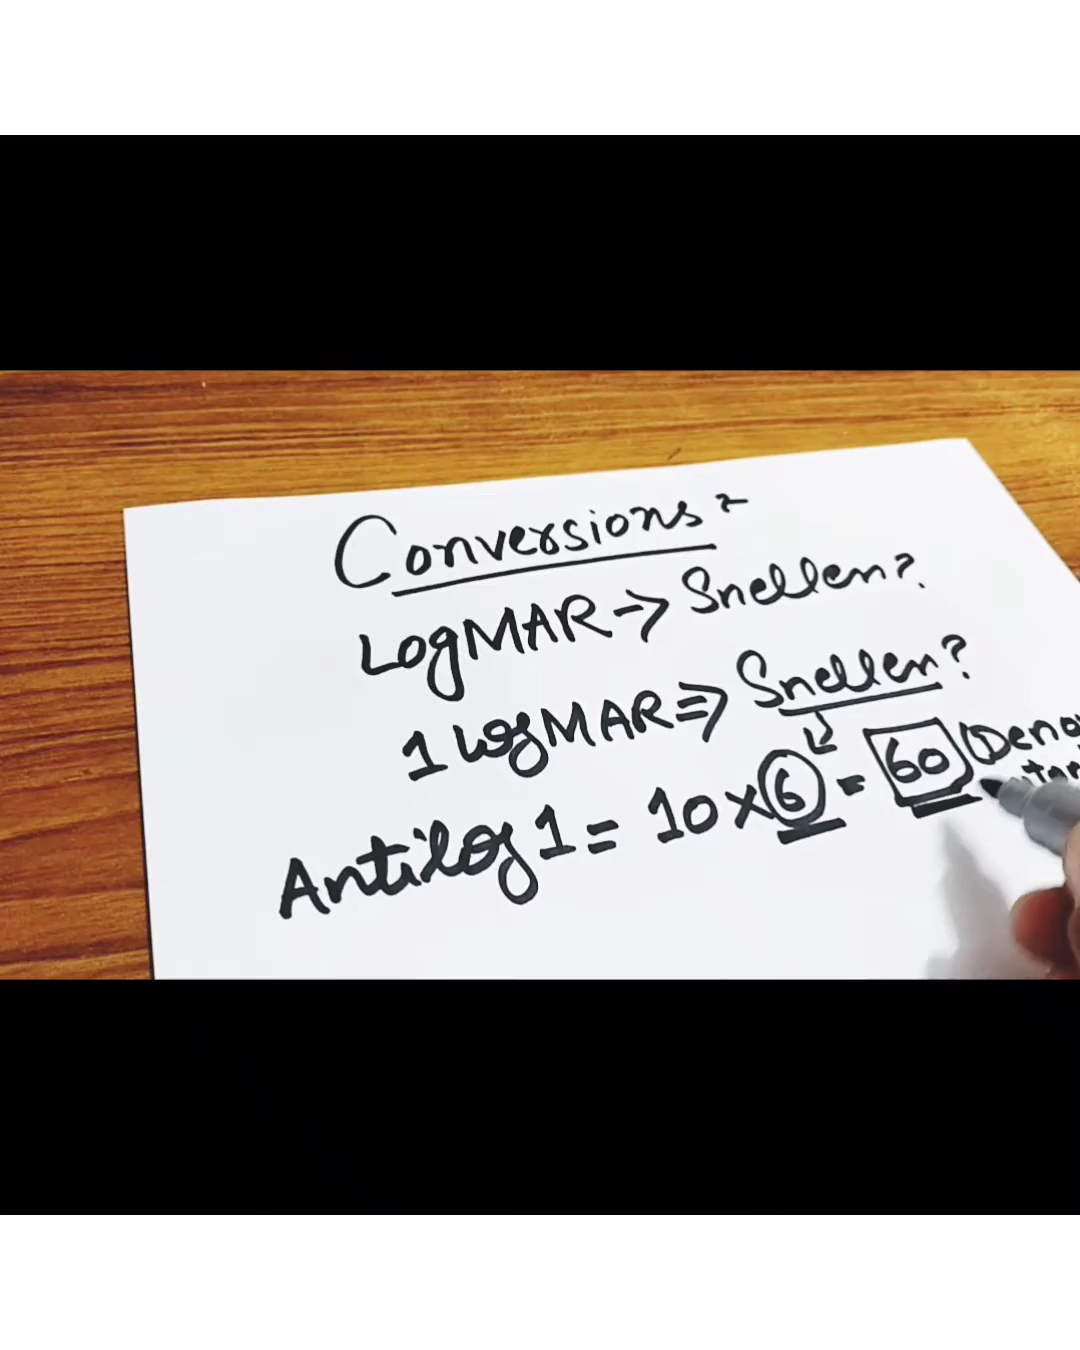 Conversions -
LogMAR -> Snellen?
1 LogMAR => Snellen?
Antilog 1 = 10 × 6 = 60